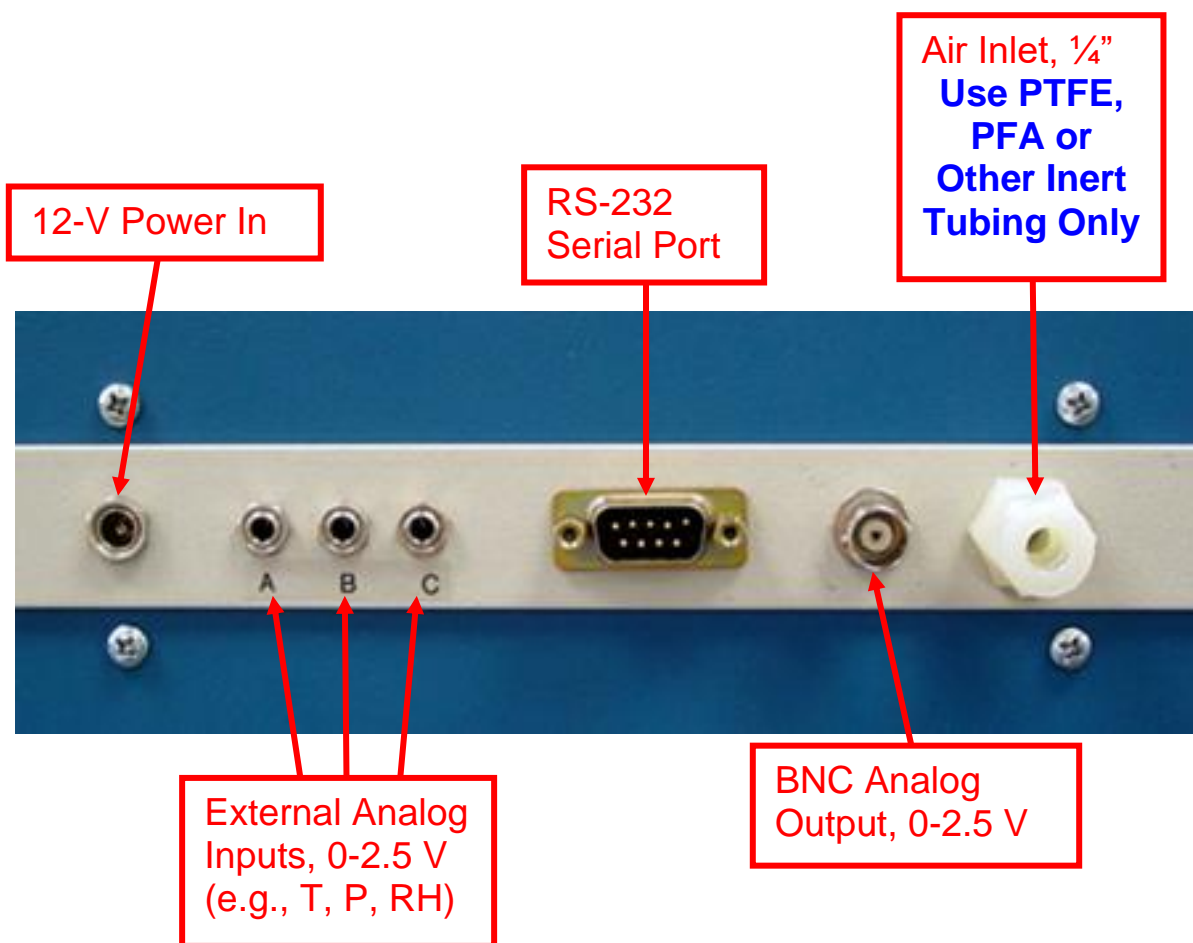 Air Inlet, ¼”
Use PTFE,
PFA or
Other Inert
Tubing Only
12-V Power In
RS-232
Serial Port
A
B
C
External Analog
Inputs, 0-2.5 V
(e.g., T, P, RH)
BNC Analog
Output, 0-2.5 V